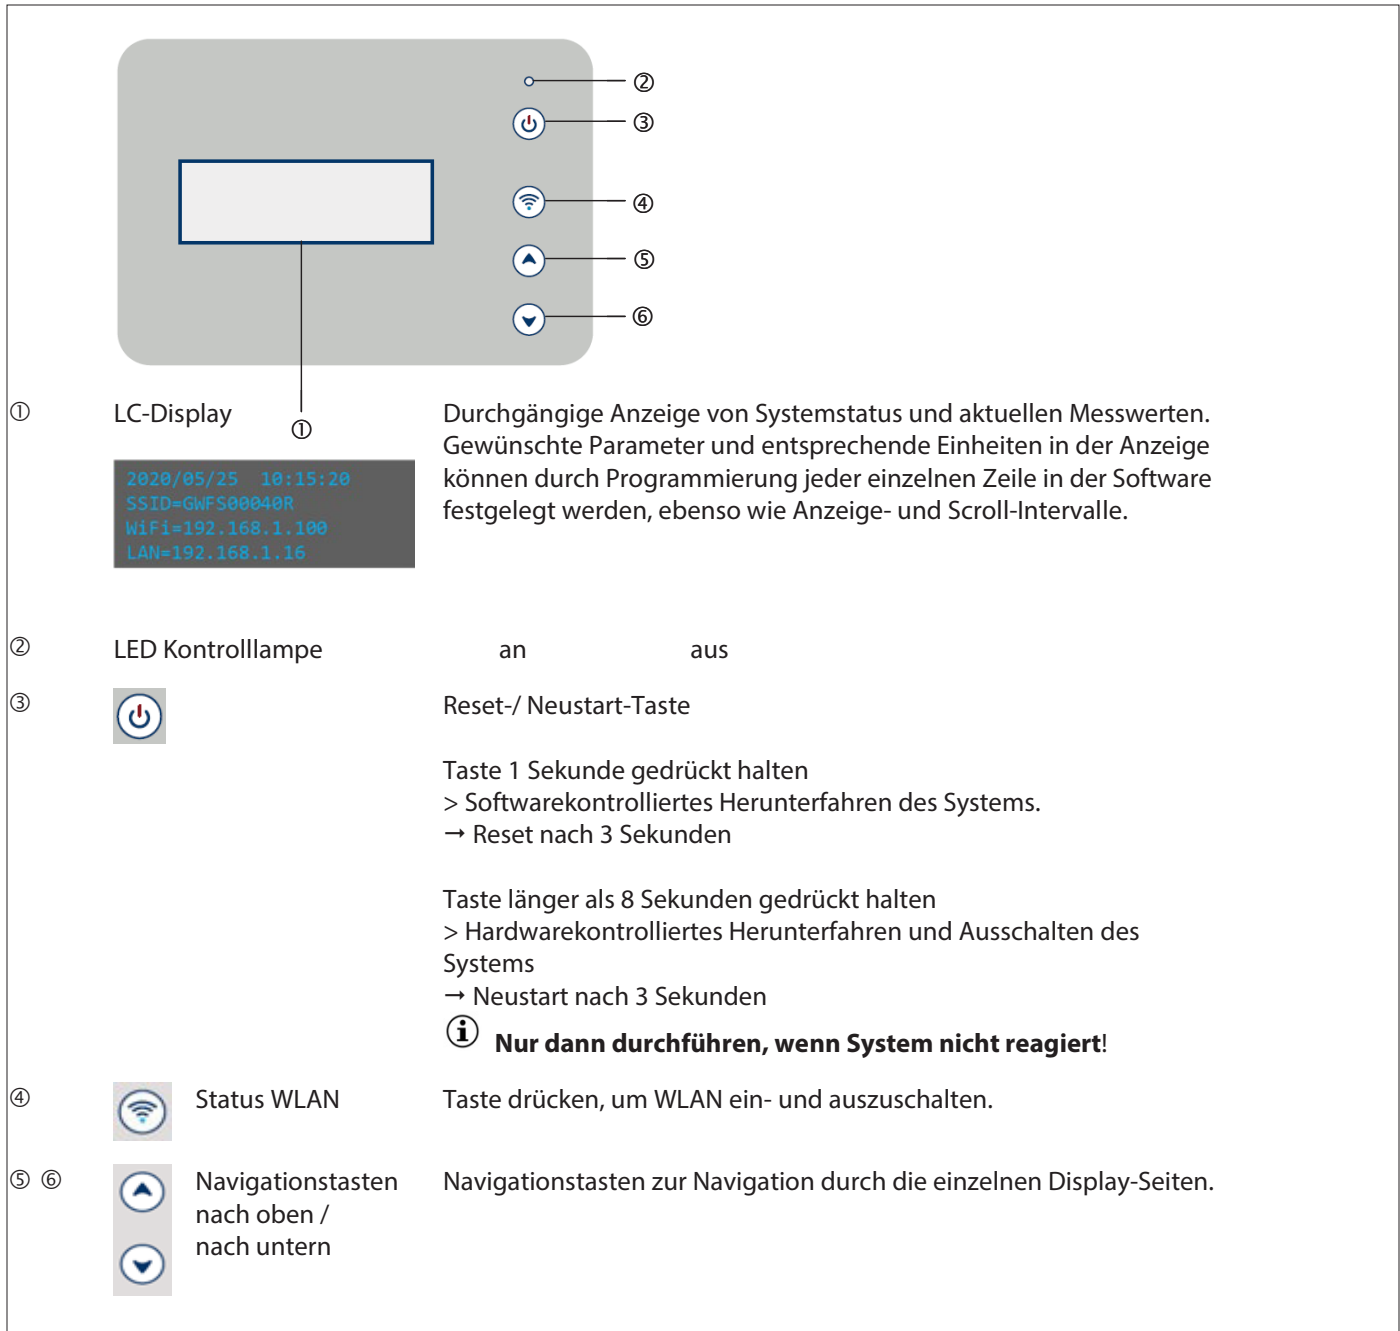 ②
③
④
⑤
⑥
① LC-Display ① Durchgängige Anzeige von Systemstatus und aktuellen Messwerten.
Gewünschte Parameter und entsprechende Einheiten in der Anzeige
können durch Programmierung jeder einzelnen Zeile in der Software
festgelegt werden, ebenso wie Anzeige- und Scroll-Intervalle.
2020/05/25 10:15:20
SSID=GWFS00040R
WiFi=192.168.1.100
LAN=192.168.1.16
② LED Kontrolllampe an aus
③ Reset-/ Neustart-Taste
Taste 1 Sekunde gedrückt halten
> Softwarekontrolliertes Herunterfahren des Systems.
→ Reset nach 3 Sekunden
Taste länger als 8 Sekunden gedrückt halten
> Hardwarekontrolliertes Herunterfahren und Ausschalten des
Systems
→ Neustart nach 3 Sekunden
i Nur dann durchführen, wenn System nicht reagiert!
④ Status WLAN Taste drücken, um WLAN ein- und auszuschalten.
⑤ ⑥ Navigationstasten Navigationstasten zur Navigation durch die einzelnen Display-Seiten.
nach oben /
nach untern